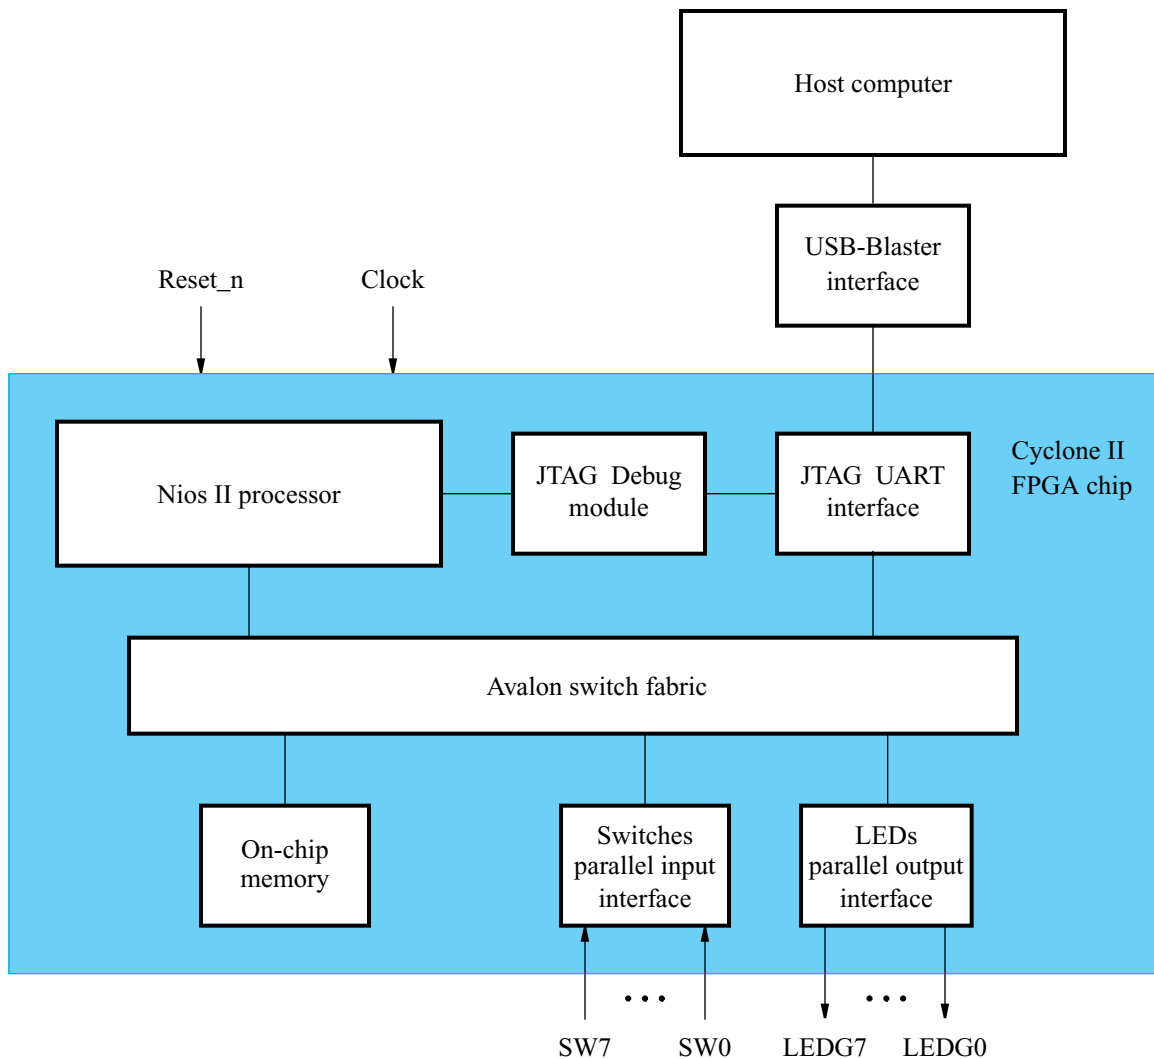 Host computer
USB-Blaster
interface
Reset_n
Clock
Cyclone II
FPGA chip
Nios II processor
JTAG Debug
module
JTAG UART
interface
Avalon switch fabric
On-chip
memory
Switches
parallel input
interface
LEDs
parallel output
interface
SW7
SW0
LEDG7
LEDG0